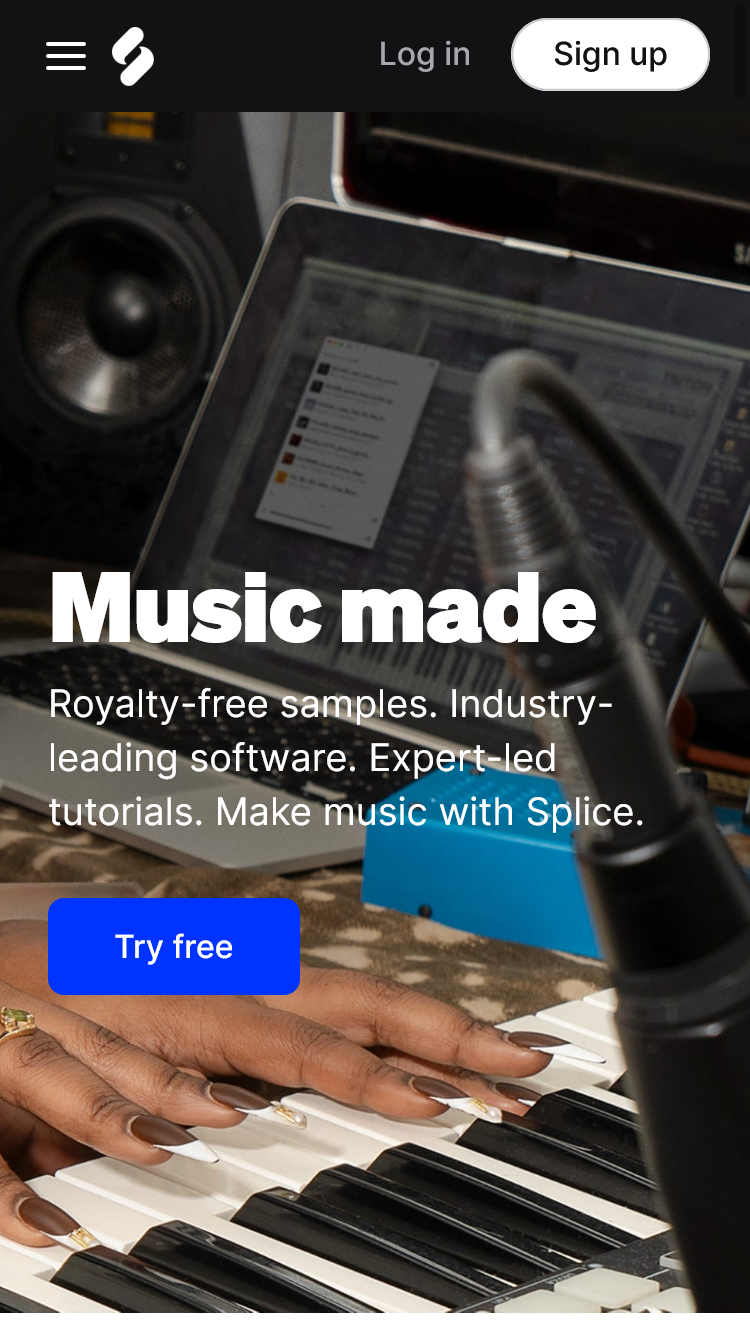 Log in
Sign up
Music made
Royalty-free samples. Industry-
leading software. Expert-led
tutorials. Make music with Splice.
Try free